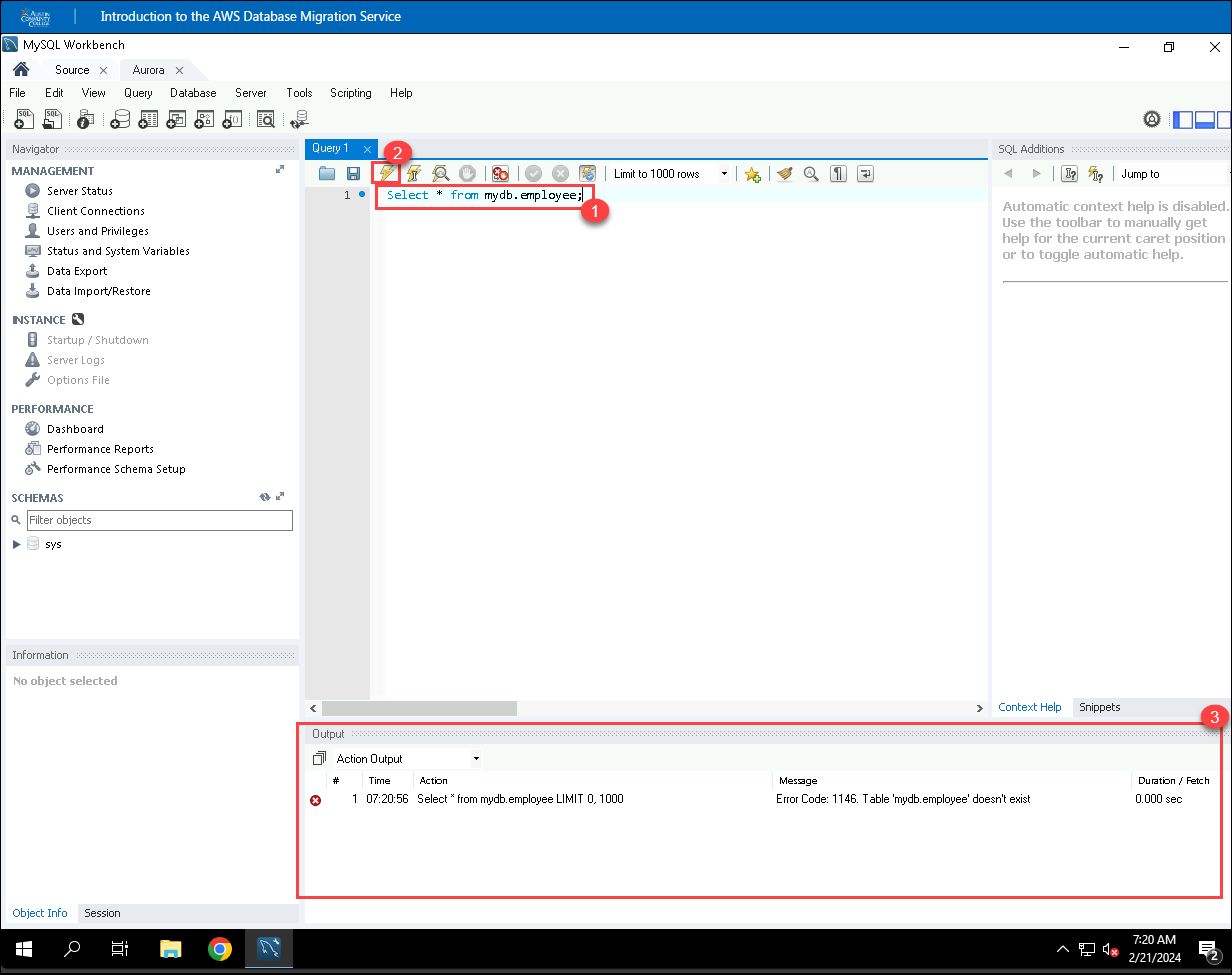 AUSTIN COMMUNITY COLLEGE
Introduction to the AWS Database Migration Service
MySQL Workbench
Source
Aurora
File Edit View Query Database Server Tools Scripting Help
SQL SQL
Navigator
MANAGEMENT
Server Status
Client Connections
Users and Privileges
Status and System Variables
Data Export
Data Import/Restore
INSTANCE
Startup / Shutdown
Server Logs
Options File
PERFORMANCE
Dashboard
Performance Reports
Performance Schema Setup
SCHEMAS
Filter objects
sys
Information
No object selected
Object Info Session
Query 1
2
Limit to 1000 rows
1 Select * from mydb.employee;
1
SQL Additions
Jump to
Automatic context help is disabled.
Use the toolbar to manually get
help for the current caret position
or to toggle automatic help.
Context Help Snippets
3
Output
Action Output
# Time Action Message Duration / Fetch
1 07:20:56 Select * from mydb.employee LIMIT 0, 1000 Error Code: 1146. Table 'mydb.employee' doesn't exist 0.000 sec
7:20 AM
2/21/2024
2